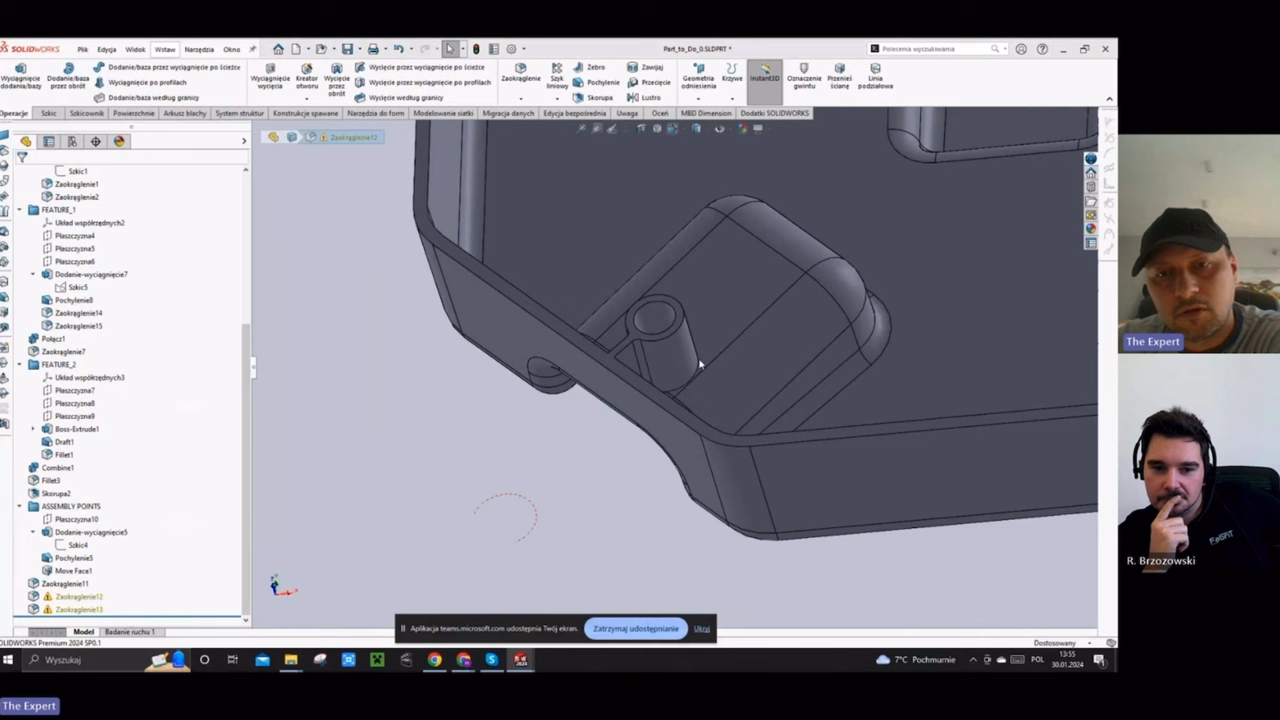 SOLIDWORKS Plik Edycja Widok Wstaw Narzędzia Okno
Part_to_Do_0.SLDPRT *
Polecenia wyszukiwania
Wyciągnięcie dodania/bazy
Dodanie/baza przez obrót
Dodanie/baza przez wyciągnięcie po ścieżce
Wyciągnięcie po profilach
Dodanie/baza według granicy
Wyciągnięcie wycięcia
Kreator otworów
Wycięcie przez obrót
Wycięcie przez wyciągnięcie po ścieżce
Wycięcie przez wyciągnięcie po profilach
Wycięcie według granicy
Zaokrąglenie
Szyk liniowy
Żebro
Pochylenie
Skorupa
Zawijaj
Przecięcie
Lustro
Geometria odniesienia
Krzywe
Instant3D
Oznaczenie gwintu
Przenieś ścianę
Linia podziałowa
Operacje Szkic Szkicownik Powierzchnie Arkusz blachy System struktur Konstrukcje spawane Narzędzia do form Modelowanie siatki Migracja danych Edycja bezpośrednia Uwaga Oceń MBD Dimension Dodatki SOLIDWORKS
Zaokrąglenie12
Szkic1
Zaokrąglenie1
Zaokrąglenie2
FEATURE_1
Układ współrzędnych2
Płaszczyzna4
Płaszczyzna5
Płaszczyzna6
Dodanie-wyciągnięcie7
Szkic5
Pochylenie8
Zaokrąglenie14
Zaokrąglenie15
Połącz1
Zaokrąglenie7
FEATURE_2
Układ współrzędnych3
Płaszczyzna7
Płaszczyzna8
Płaszczyzna9
Boss-Extrude1
Draft1
Fillet1
Combine1
Fillet3
Skorupa2
ASSEMBLY POINTS
Płaszczyzna10
Dodanie-wyciągnięcie5
Szkic4
Pochylenie5
Move Face1
Zaokrąglenie11
Zaokrąglenie12
Zaokrąglenie13
Model Badanie ruchu 1
SOLIDWORKS Premium 2024 SP0.1
Dostosowany
Aplikacja teams.microsoft.com udostępnia Twój ekran.
Zatrzymaj udostępnianie
Ukryj
Wyszukaj
7°C Pochmurnie
POL
13:55
30.01.2024
The Expert
R. Brzozowski
The Expert